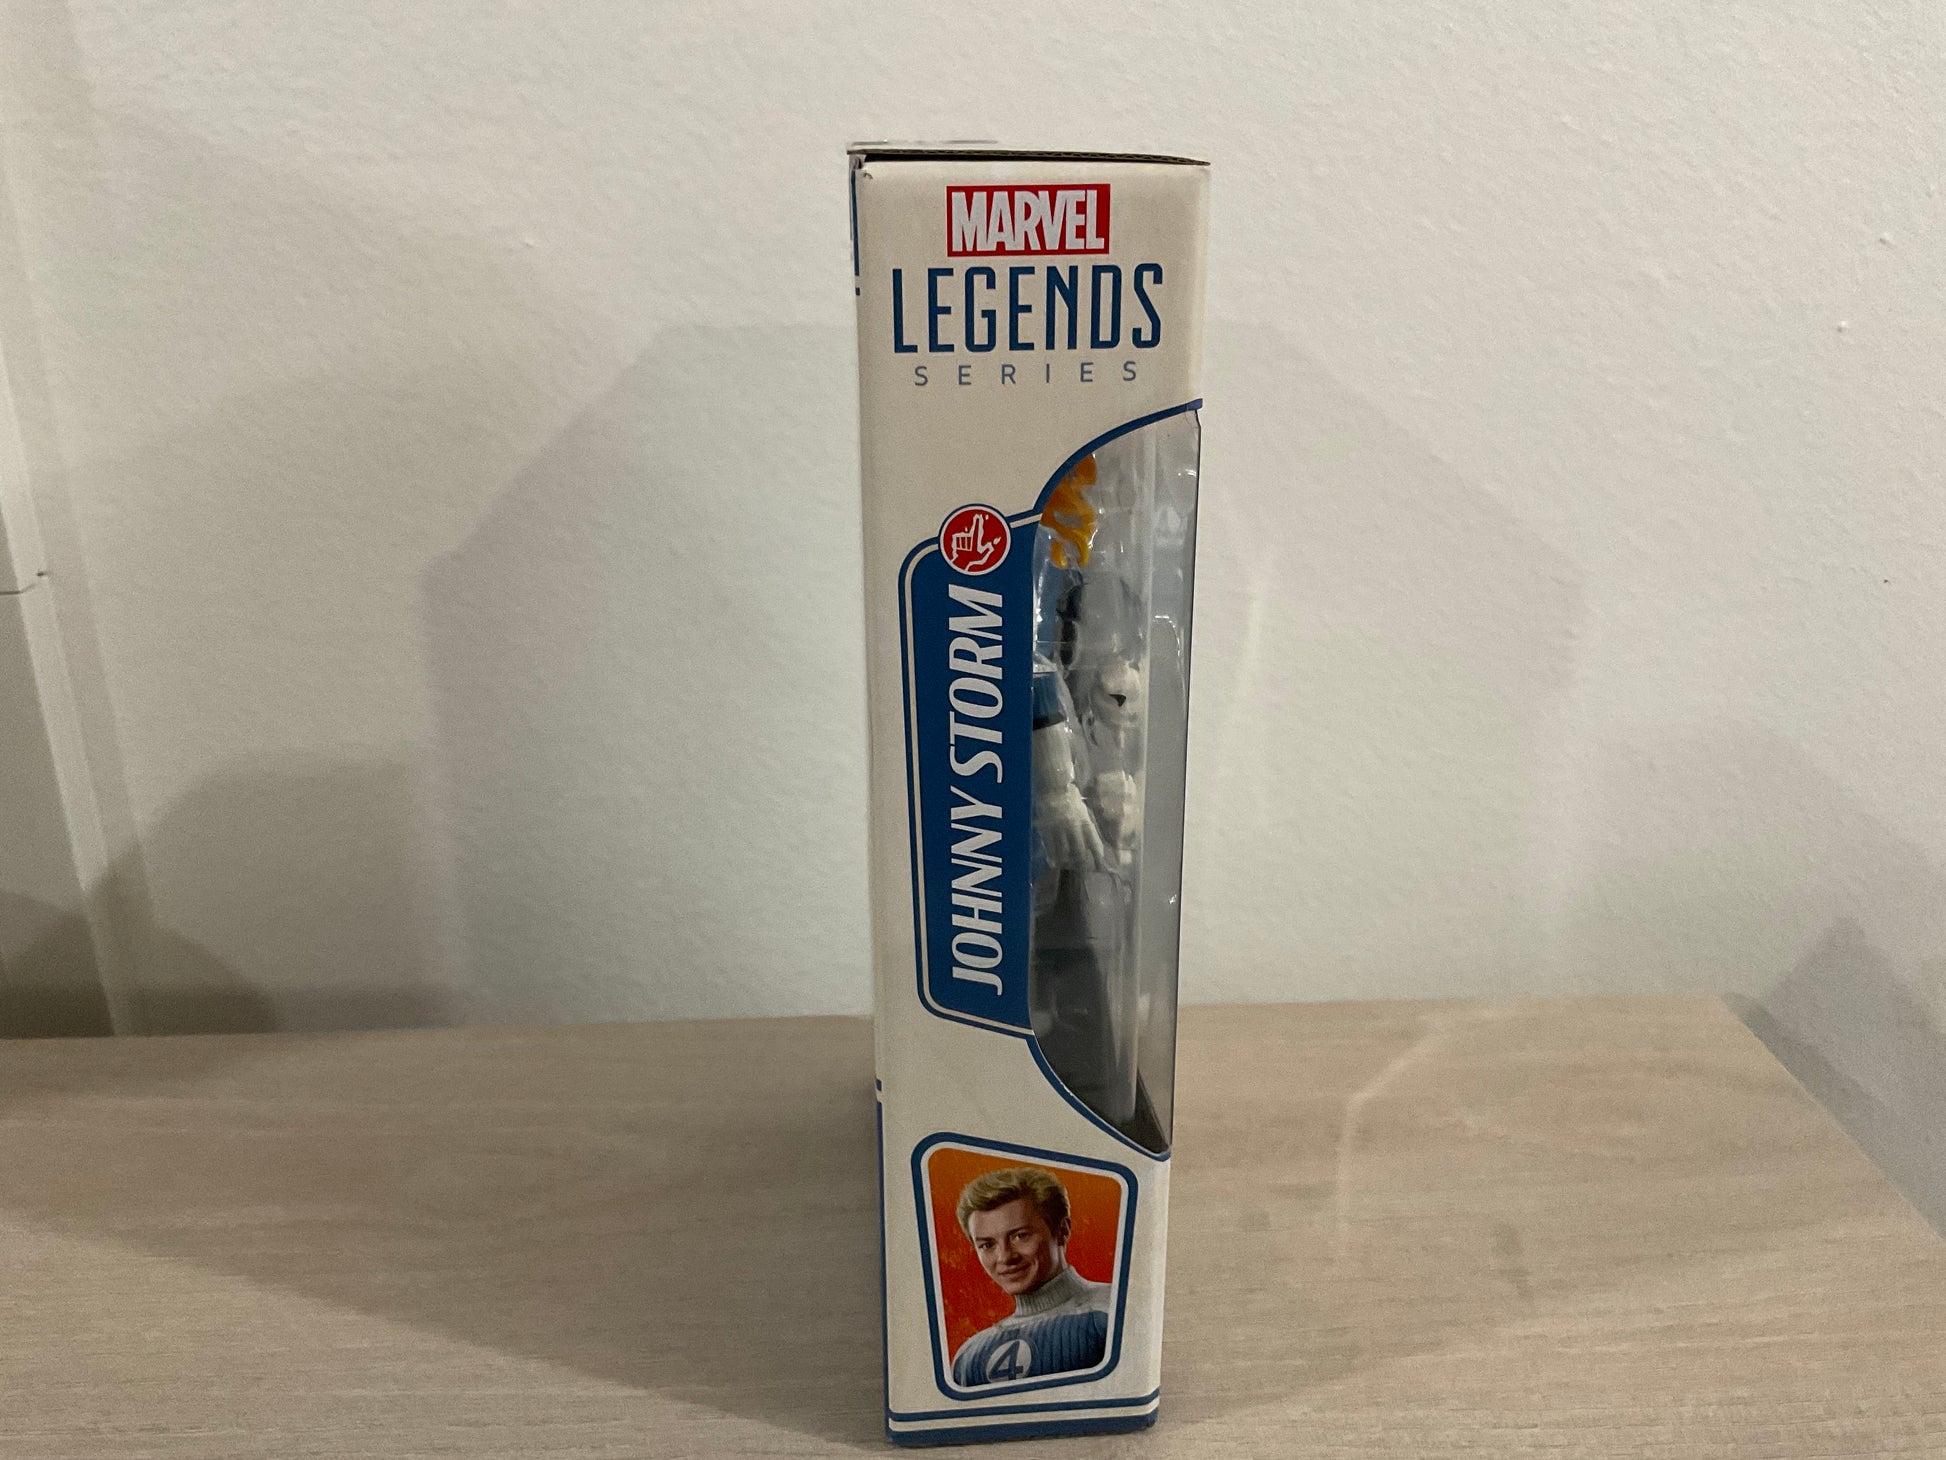 MARVEL
LEGENDS
SERIES
JOHNNY STORM
4